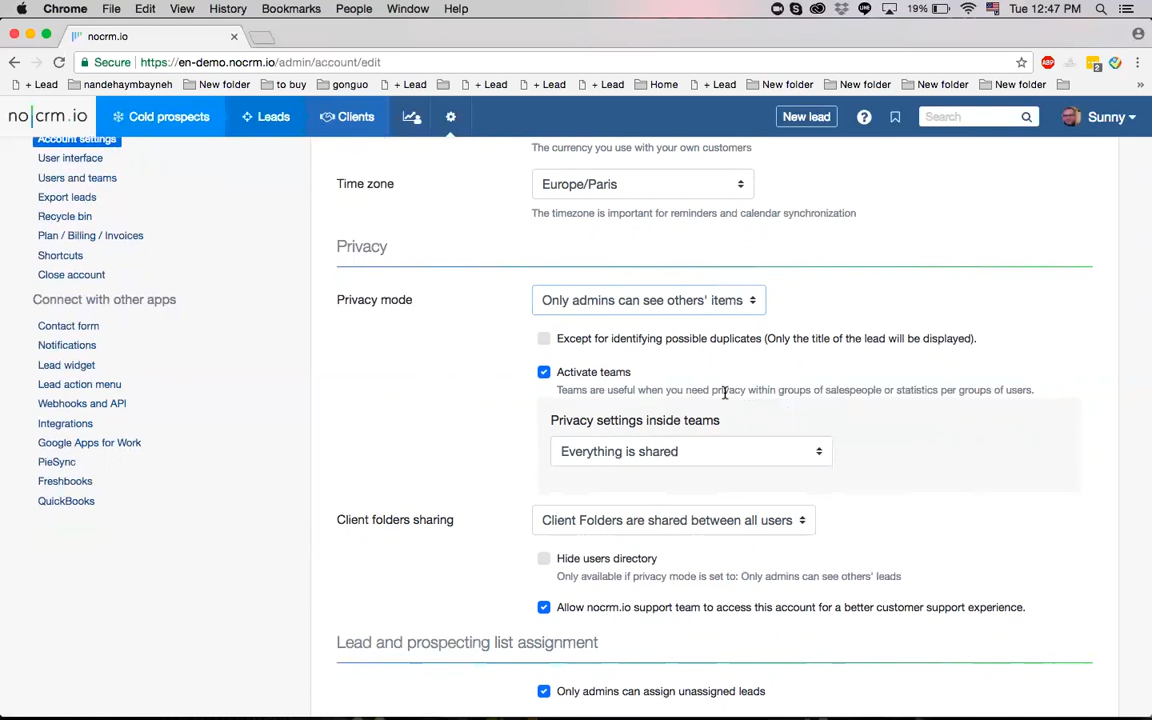 Chrome File Edit View History Bookmarks People Window Help 19% Tue 12:47 PM
nocrm.io
Secure https://en-demo.nocrm.io/admin/account/edit
+ Lead nandehaymbayneh + Lead to buy gonguo + Lead + Lead + Lead + Lead Home + Lead New folder New folder New folder New folder »
no|crm.io Cold prospects Leads Clients New lead ? Search Sunny
Account settings
User interface
Users and teams
Export leads
Recycle bin
Plan / Billing / Invoices
Shortcuts
Close account
Connect with other apps
Contact form
Notifications
Lead widget
Lead action menu
Webhooks and API
Integrations
Google Apps for Work
PieSync
Freshbooks
QuickBooks
The currency you use with your own customers
Time zone Europe/Paris
The timezone is important for reminders and calendar synchronization
Privacy
Privacy mode Only admins can see others' items
Except for identifying possible duplicates (Only the title of the lead will be displayed).
Activate teams
Teams are useful when you need privacy within groups of salespeople or statistics per groups of users.
Privacy settings inside teams
Everything is shared
Client folders sharing Client Folders are shared between all users
Hide users directory
Only available if privacy mode is set to: Only admins can see others' leads
Allow nocrm.io support team to access this account for a better customer support experience.
Lead and prospecting list assignment
Only admins can assign unassigned leads